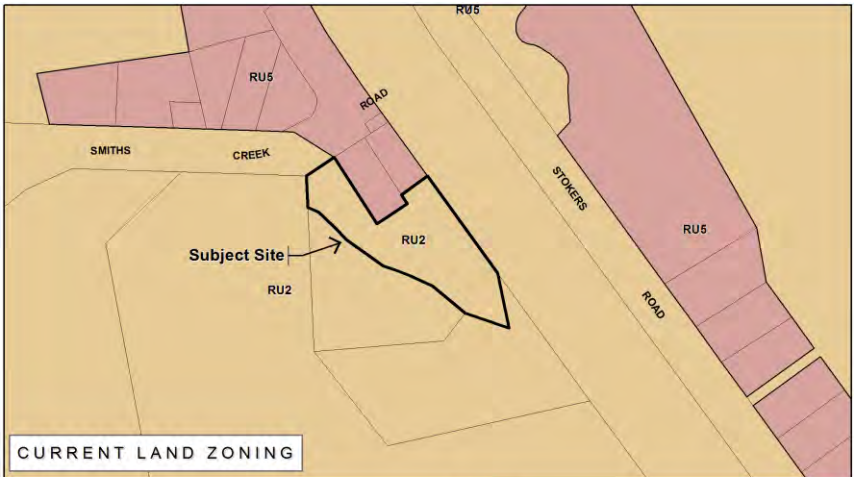 RU5
RU5
ROAD
SMITHS CREEK
STOKERS
RU5
RU2
Subject Site
RU2
ROAD
CURRENT LAND ZONING